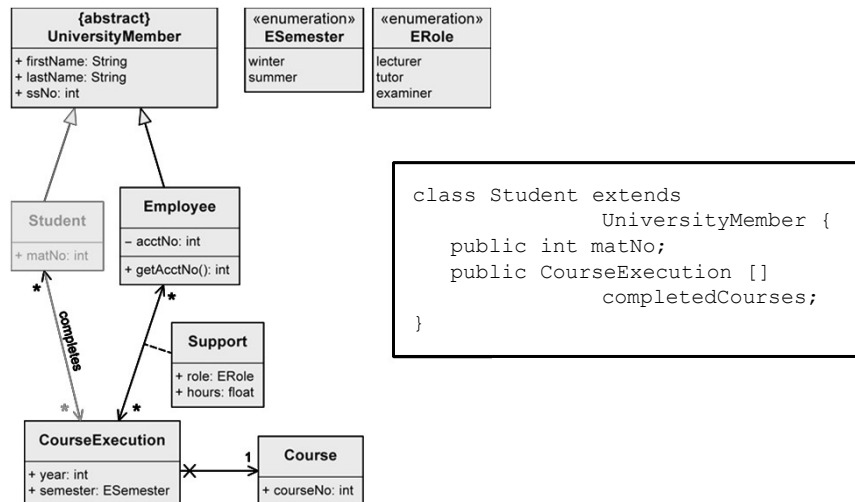 {abstract}
UniversityMember
+ firstName: String
+ lastName: String
+ ssNo: int
«enumeration»
ESemester
winter
summer
«enumeration»
ERole
lecturer
tutor
examiner
Student
+ matNo: int
Employee
– acctNo: int
+ getAcctNo(): int
*
*
completes
Support
+ role: ERole
+ hours: float
*
*
CourseExecution
+ year: int
+ semester: ESemester
1
Course
+ courseNo: int
class Student extends
UniversityMember {
public int matNo;
public CourseExecution []
completedCourses;
}